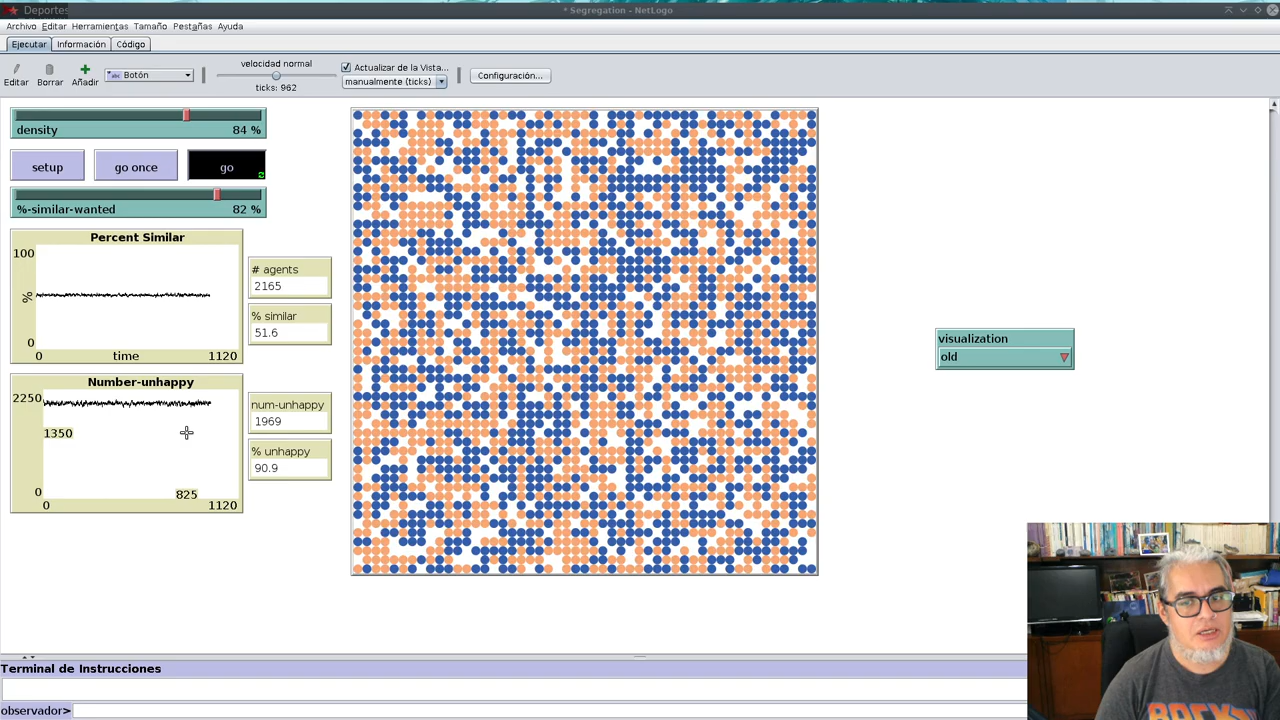 Deportes
* Segregation - NetLogo
Archivo Editar Herramientas Tamaño Pestañas Ayuda
Ejecutar Información Código
Editar Borrar Añadir
abc Botón
velocidad normal
ticks: 962
Actualizar de la Vista...
manualmente (ticks)
Configuración...
density 84 %
setup go once go
%-similar-wanted 82 %
Percent Similar
100
%
0
0 time 1120
# agents
2165
% similar
51.6
visualization
old
Number-unhappy
2250
1350
825
0
0 1120
num-unhappy
1969
% unhappy
90.9
Terminal de Instrucciones
observador>